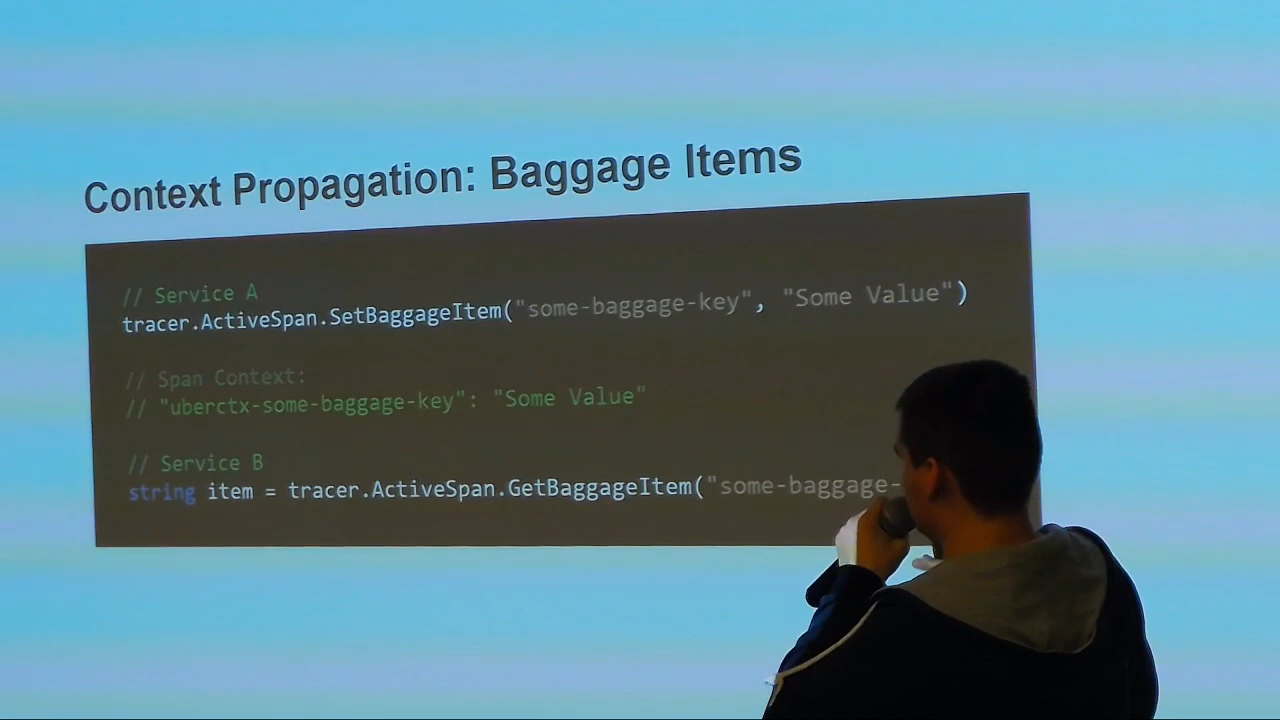 Context Propagation: Baggage Items
// Service A
tracer.ActiveSpan.SetBaggageItem("some-baggage-key", "Some Value")
// Span Context:
// "uberctx-some-baggage-key": "Some Value"
// Service B
string item = tracer.ActiveSpan.GetBaggageItem("some-baggage-